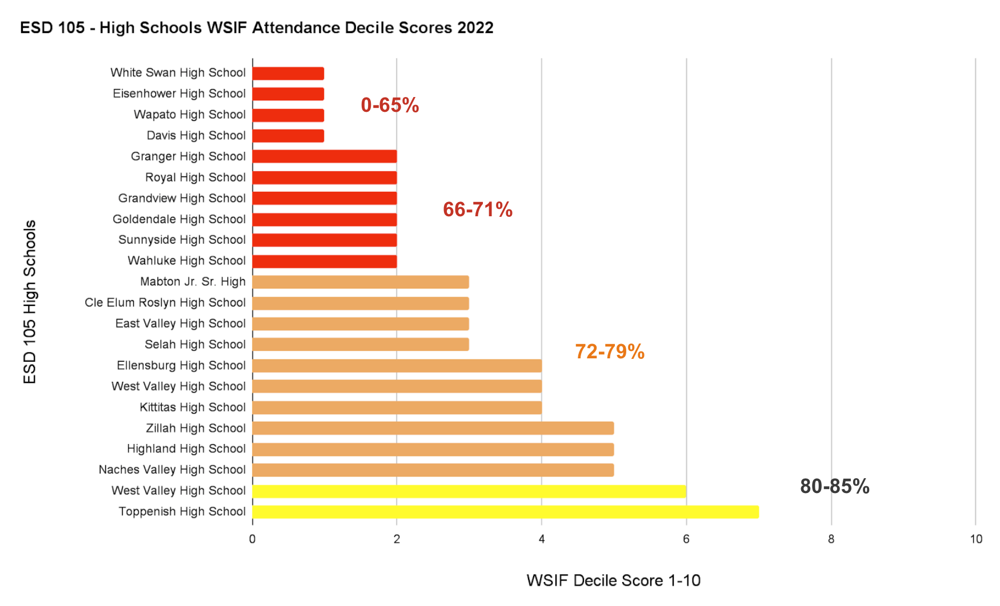 ESD 105 - High Schools WSIF Attendance Decile Scores 2022
ESD 105 High Schools
White Swan High School
Eisenhower High School
0-65%
Wapato High School
Davis High School
Granger High School
Royal High School
Grandview High School
66-71%
Goldendale High School
Sunnyside High School
Wahluke High School
Mabton Jr. Sr. High
Cle Elum Roslyn High School
East Valley High School
Selah High School
72-79%
Ellensburg High School
West Valley High School
Kittitas High School
Zillah High School
Highland High School
Naches Valley High School
80-85%
West Valley High School
Toppenish High School
0 2 4 6 8 10
WSIF Decile Score 1-10